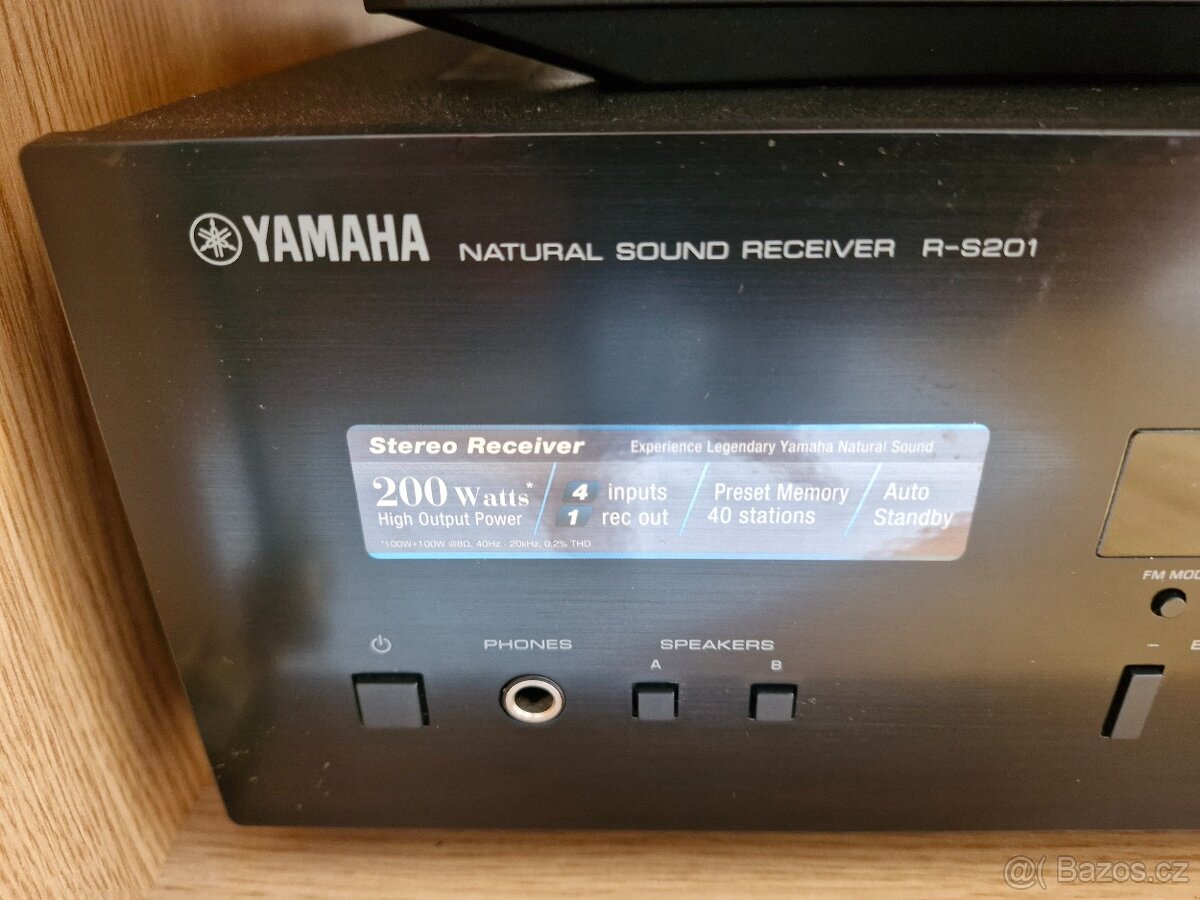 YAMAHA NATURAL SOUND RECEIVER R-S201
Stereo Receiver Experience Legendary Yamaha Natural Sound
200 Watts* 4 inputs Preset Memory Auto
High Output Power 1 rec out 40 stations Standby
*100W+100W @8Ω, 40Hz - 20kHz, 0.2% THD
FM MOD
PHONES SPEAKERS
A B
−
@( Bazos.cz